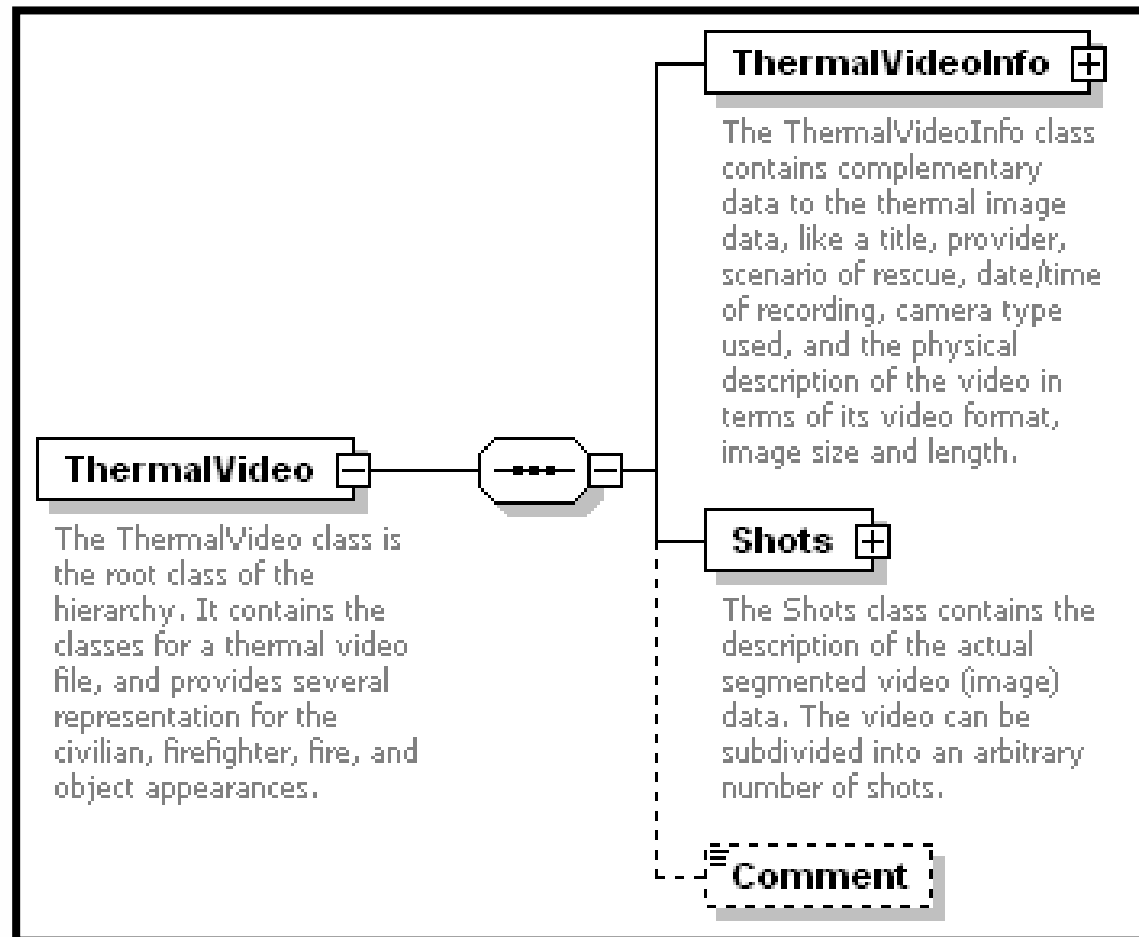 ThermalVideoInfo
The ThermalVideoInfo class
contains complementary
data to the thermal image
data, like a title, provider,
scenario of rescue, date/time
of recording, camera type
used, and the physical
description of the video in
terms of its video format,
image size and length.
ThermalVideo
The ThermalVideo class is
the root class of the
hierarchy. It contains the
classes for a thermal video
file, and provides several
representation for the
civilian, firefighter, fire, and
object appearances.
Shots
The Shots class contains the
description of the actual
segmented video (image)
data. The video can be
subdivided into an arbitrary
number of shots.
Comment